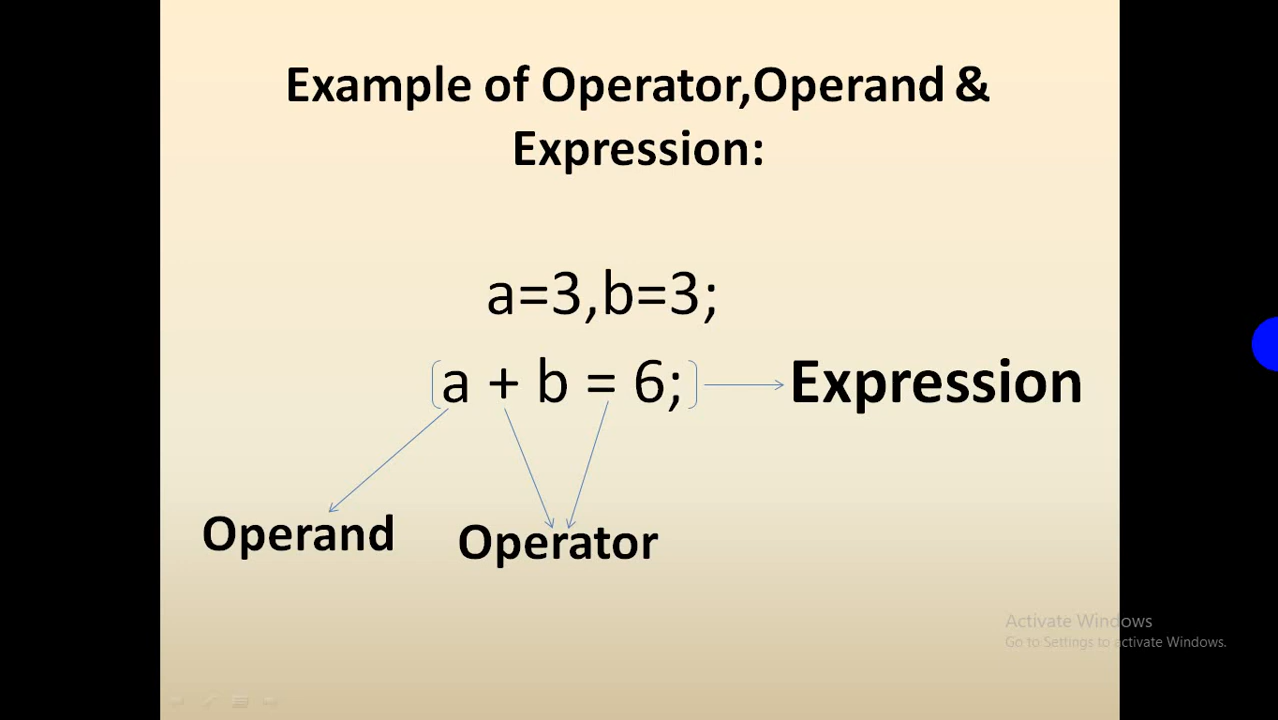 Example of Operator,Operand &
Expression:
a=3,b=3;
a + b = 6;
Expression
Operand
Operator
Activate Windows
Go to Settings to activate Windows.